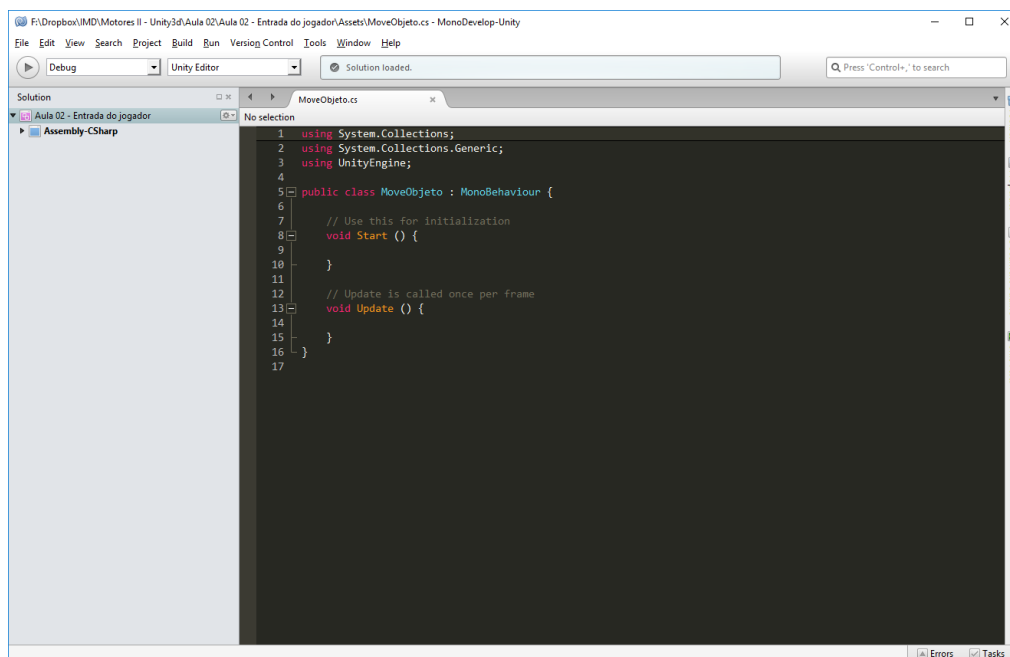 F:\Dropbox\IMD\Motores II - Unity3d\Aula 02\Aula 02 - Entrada do jogador\Assets\MoveObjeto.cs - MonoDevelop-Unity
File Edit View Search Project Build Run Version Control Tools Window Help
Debug Unity Editor Solution loaded. Press 'Control+,' to search
Solution MoveObjeto.cs
Aula 02 - Entrada do jogador No selection
Assembly-CSharp
1 using System.Collections;
2 using System.Collections.Generic;
3 using UnityEngine;
4
5 public class MoveObjeto : MonoBehaviour {
6
7 // Use this for initialization
8 void Start () {
9
10 }
11
12 // Update is called once per frame
13 void Update () {
14
15 }
16 }
17
Errors Tasks